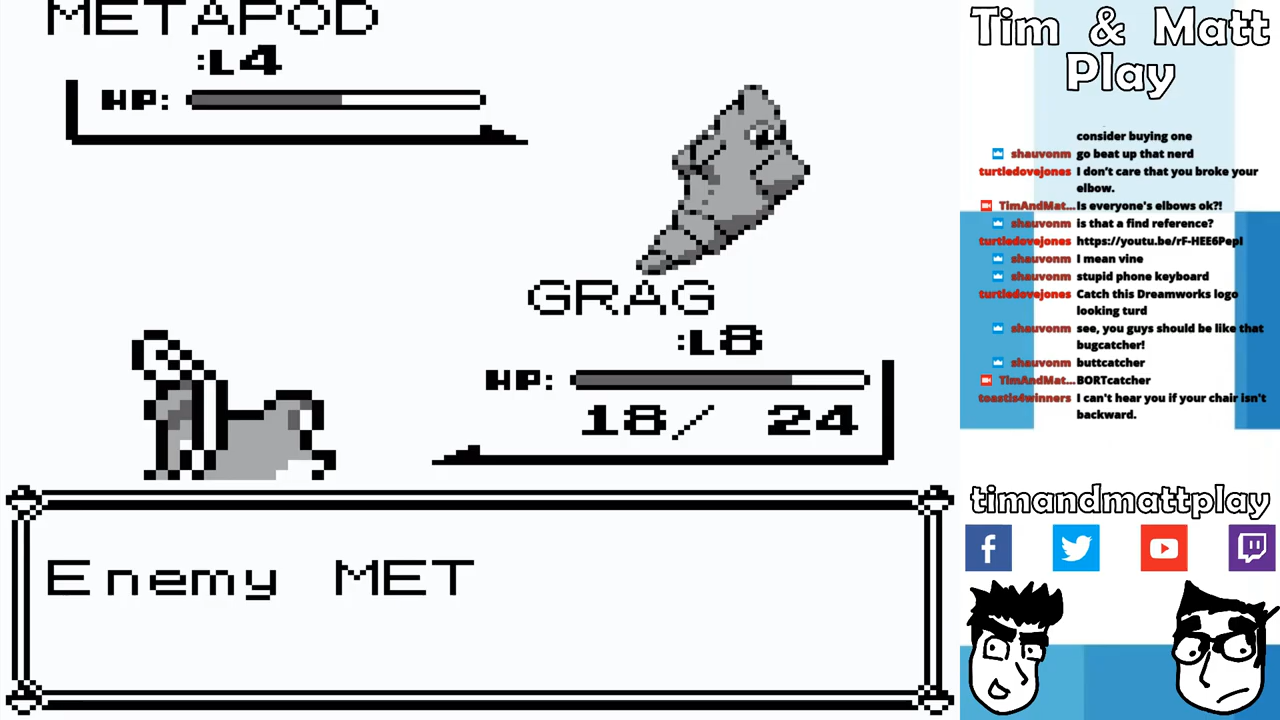 METAPOD
:L4
HP:
GRAG
:L8
HP:
18/ 24
Enemy MET
Tim & Matt
Play
consider buying one
shauvonm go beat up that nerd
turtledovejones I don't care that you broke your
elbow.
TimAndMat... Is everyone's elbows ok?!
shauvonm is that a find reference?
turtledovejones https://youtu.be/rF-HEE6PepI
shauvonm I mean vine
shauvonm stupid phone keyboard
turtledovejones Catch this Dreamworks logo
looking turd
shauvonm see, you guys should be like that
bugcatcher!
shauvonm buttcatcher
TimAndMat... BORTcatcher
toastis4winners I can't hear you if your chair isn't
backward.
timandmattplay